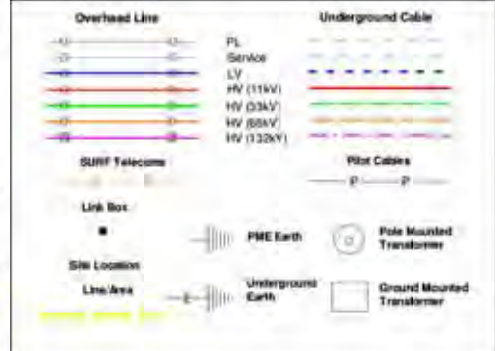 Overhead Line Underground Cable
PL
Service
LV
HV (11kV)
HV (33kV)
HV (66kV)
HV (132kV)
SURF Telecoms Pilot Cables
P P
Link Box
PME Earth
Pole Mounted
Transformer
Site Location
Line/Area
E
Underground
Earth
Ground Mounted
Transformer